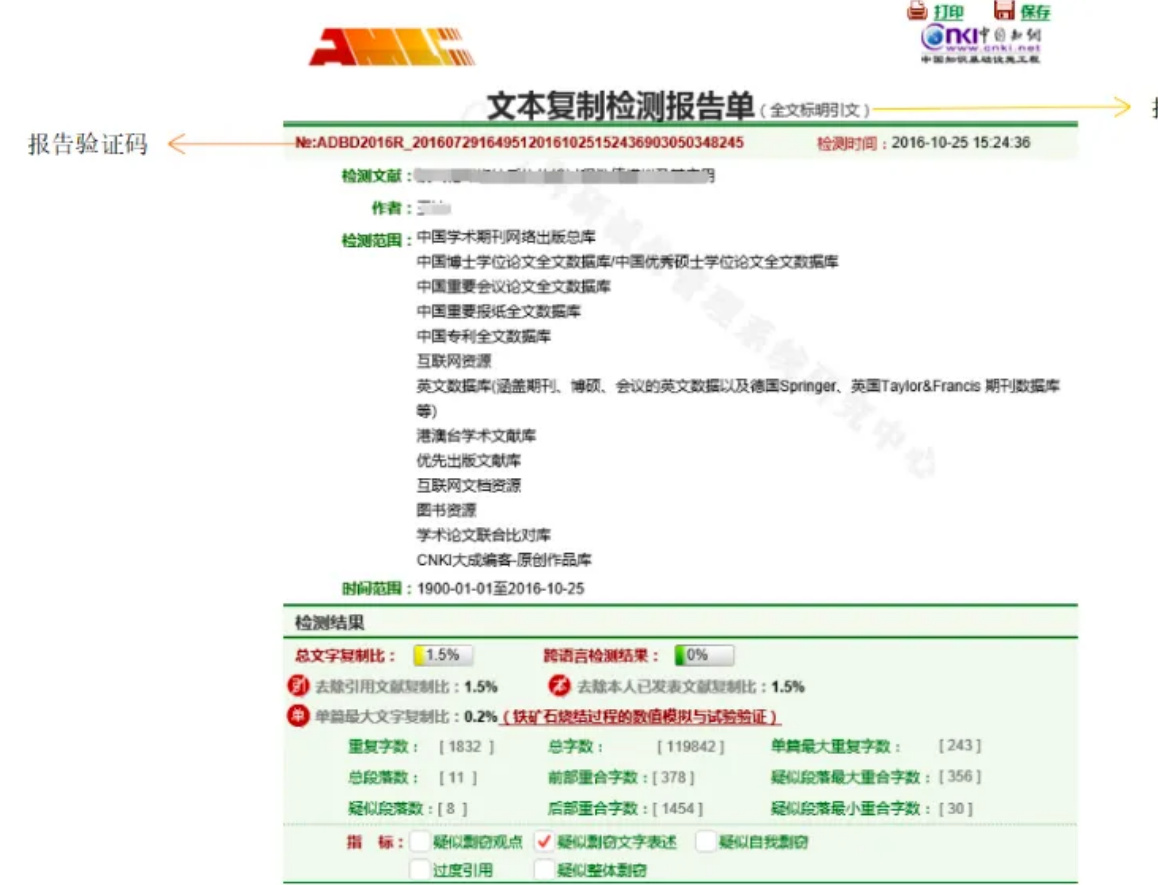 打印 保存
AMLC
cnki 中国知网
www.cnki.net
中国知识基础设施工程
文本复制检测报告单(全文标明引文)
报告验证码
№:ADBD2016R_2016072916495120161025152436903050348245 检测时间:2016-10-25 15:24:36
检测文献:
作者:
检测范围:中国学术期刊网络出版总库
中国博士学位论文全文数据库/中国优秀硕士学位论文全文数据库
中国重要会议论文全文数据库
中国重要报纸全文数据库
中国专利全文数据库
互联网资源
英文数据库(涵盖期刊、博硕、会议的英文数据以及德国Springer、英国Taylor&Francis 期刊数据库
等)
港澳台学术文献库
优先出版文献库
互联网文档资源
图书资源
学术论文联合比对库
CNKI大成编客-原创作品库
时间范围:1900-01-01至2016-10-25
检测结果
总文字复制比: 1.5% 跨语言检测结果: 0%
引 去除引用文献复制比:1.5% 本 去除本人已发表文献复制比:1.5%
单 单篇最大文字复制比:0.2%(铁矿石烧结过程的数值模拟与试验验证)
重复字数: [1832] 总字数: [119842] 单篇最大重复字数: [243]
总段落数: [11] 前部重合字数:[378] 疑似段落最大重合字数:[356]
疑似段落数:[8] 后部重合字数:[1454] 疑似段落最小重合字数:[30]
指 标: 疑似剽窃观点 疑似剽窃文字表述 疑似自我剽窃
过度引用 疑似整体剽窃